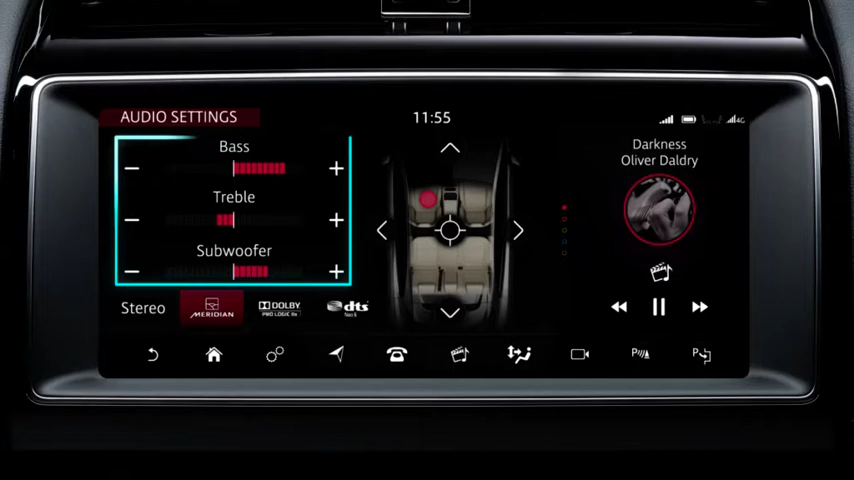 AUDIO SETTINGS
11:55
4G
Bass
Treble
Subwoofer
Stereo
MERIDIAN
DOLBY
PRO LOGIC IIx
dts
Neo:6
Darkness
Oliver Daldry
P
P